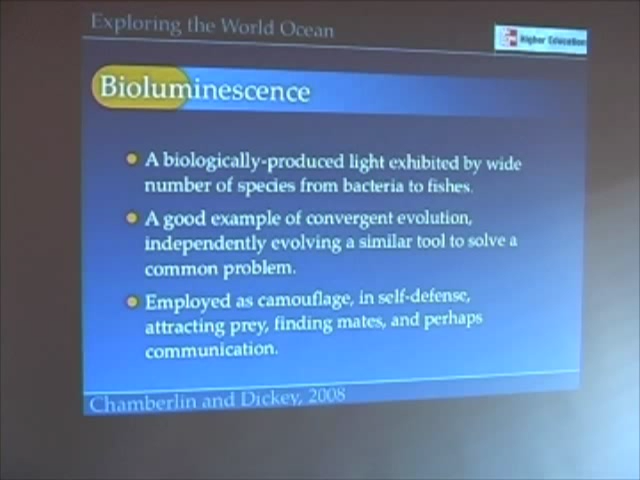 Exploring the World Ocean
Higher Education
Bioluminescence
A biologically-produced light exhibited by wide
number of species from bacteria to fishes.
A good example of convergent evolution,
independently evolving a similar tool to solve a
common problem.
Employed as camouflage, in self-defense,
attracting prey, finding mates, and perhaps
communication.
Chamberlin and Dickey, 2008